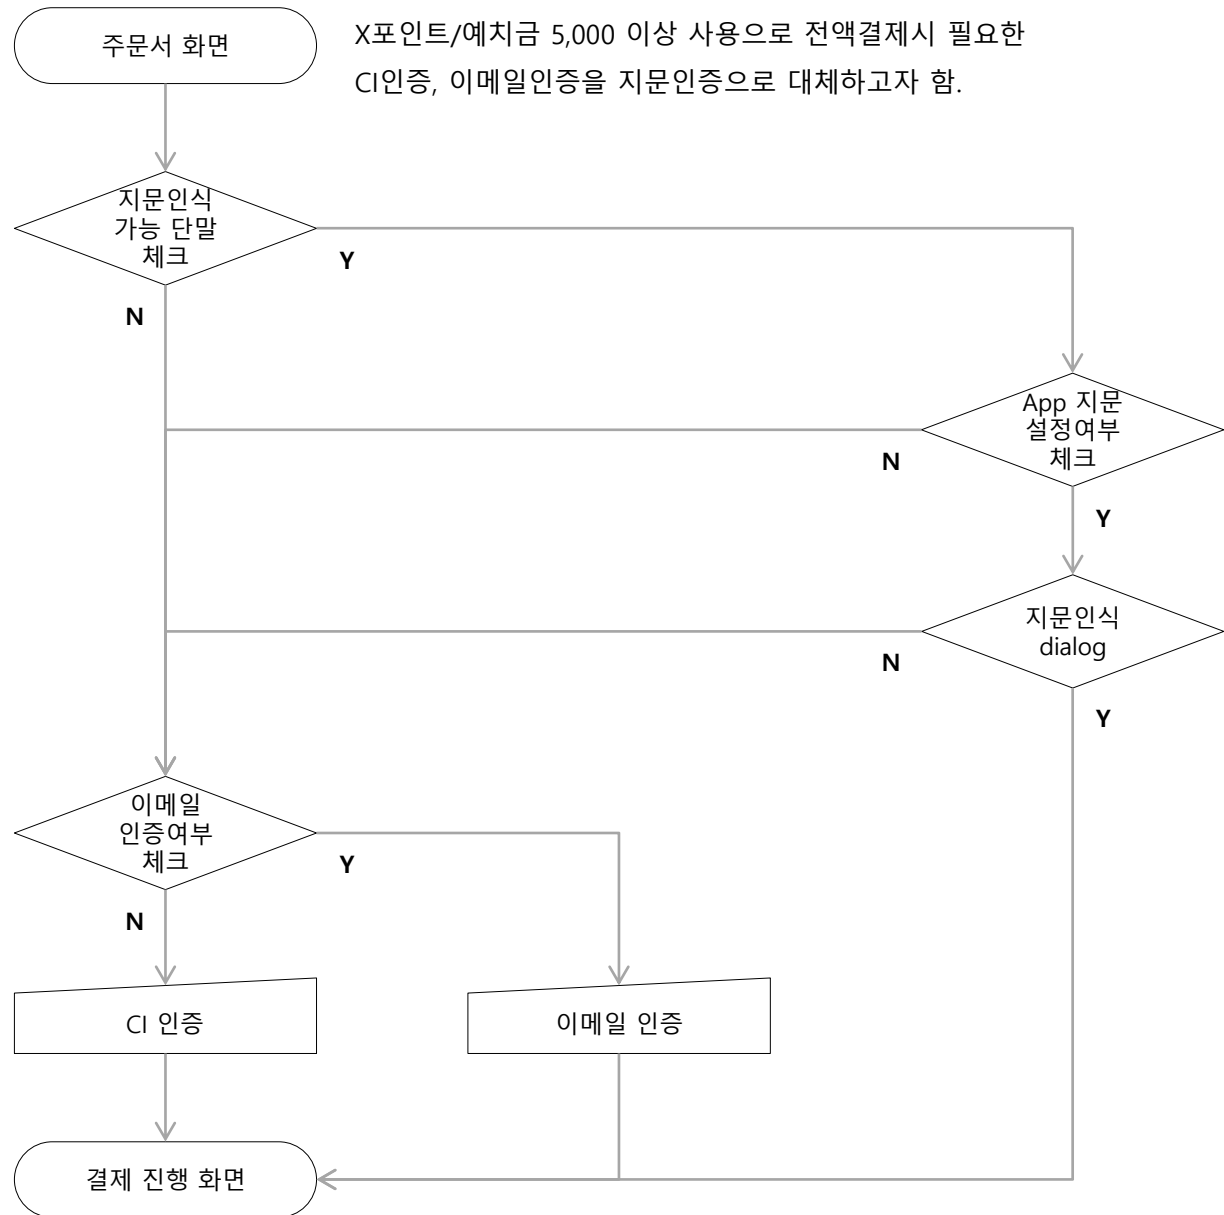 주문서 화면
X포인트/예치금 5,000 이상 사용으로 전액결제시 필요한
CI인증, 이메일인증을 지문인증으로 대체하고자 함.
지문인식
가능 단말
체크
Y
N
App 지문
설정여부
체크
N
Y
지문인식
dialog
N
Y
이메일
인증여부
체크
Y
N
CI 인증
이메일 인증
결제 진행 화면